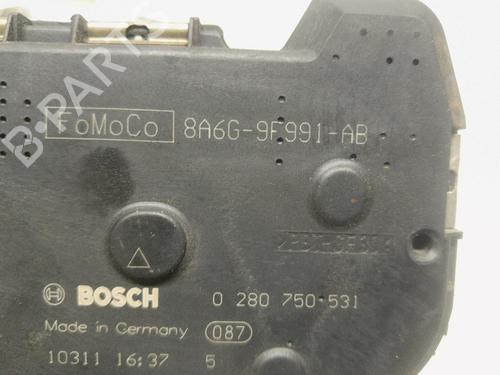 FoMoCo 8A6G-9F991-AB
BOSCH 0 280 750 531
Made in Germany 087
10311 16:37 5
B-PARTS